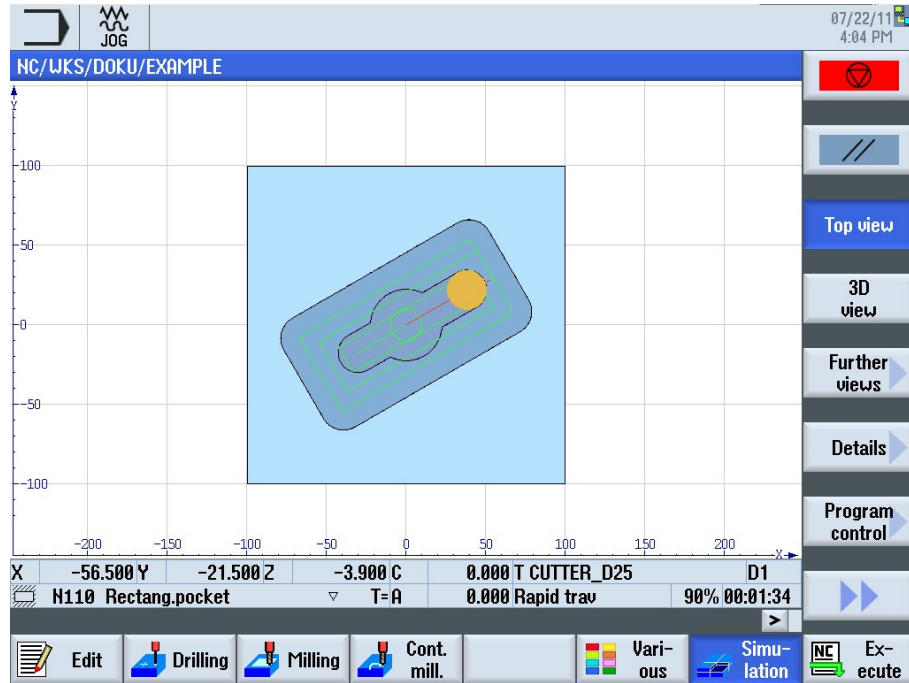 07/22/11
4:04 PM
JOG
NC/WKS/DOKU/EXAMPLE
Y
100
50
0
-50
-100
-200 -150 -100 -50 0 50 100 150 200
X
Top view
3D
view
Further
views
Details
Program
control
X -56.500 Y -21.500 Z -3.900 C 0.000 T CUTTER_D25 D1
N110 Rectang.pocket ▽ T=A 0.000 Rapid trav 90% 00:01:34
>
Edit
Drilling
Milling
Cont.
mill.
Vari-
ous
Simu-
lation
NC
Ex-
ecute